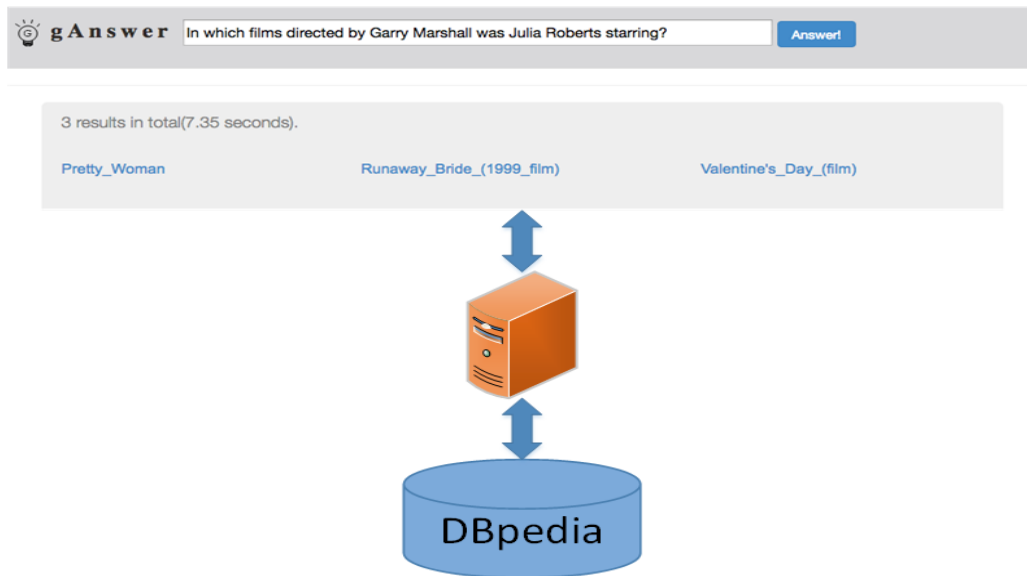 G gAnswer In which films directed by Garry Marshall was Julia Roberts starring? Answer!
3 results in total(7.35 seconds).
Pretty_Woman Runaway_Bride_(1999_film) Valentine's_Day_(film)
DBpedia